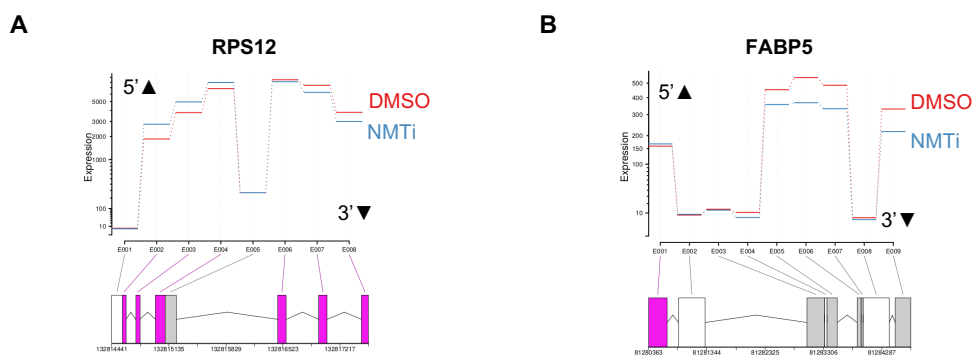 A
RPS12
5' ▲
DMSO
NMTi
3' ▼
Expression
5000
3000
2000
1000
100
10
E001 E002 E003 E004 E005 E006 E007 E008
132814441 132815135 132815829 132816523 132817217
B
FABP5
5' ▲
DMSO
NMTi
3' ▼
Expression
500
400
300
200
150
100
10
E001 E002 E003 E004 E005 E006 E007 E008 E009
81280363 81281344 81282325 81283306 81284287